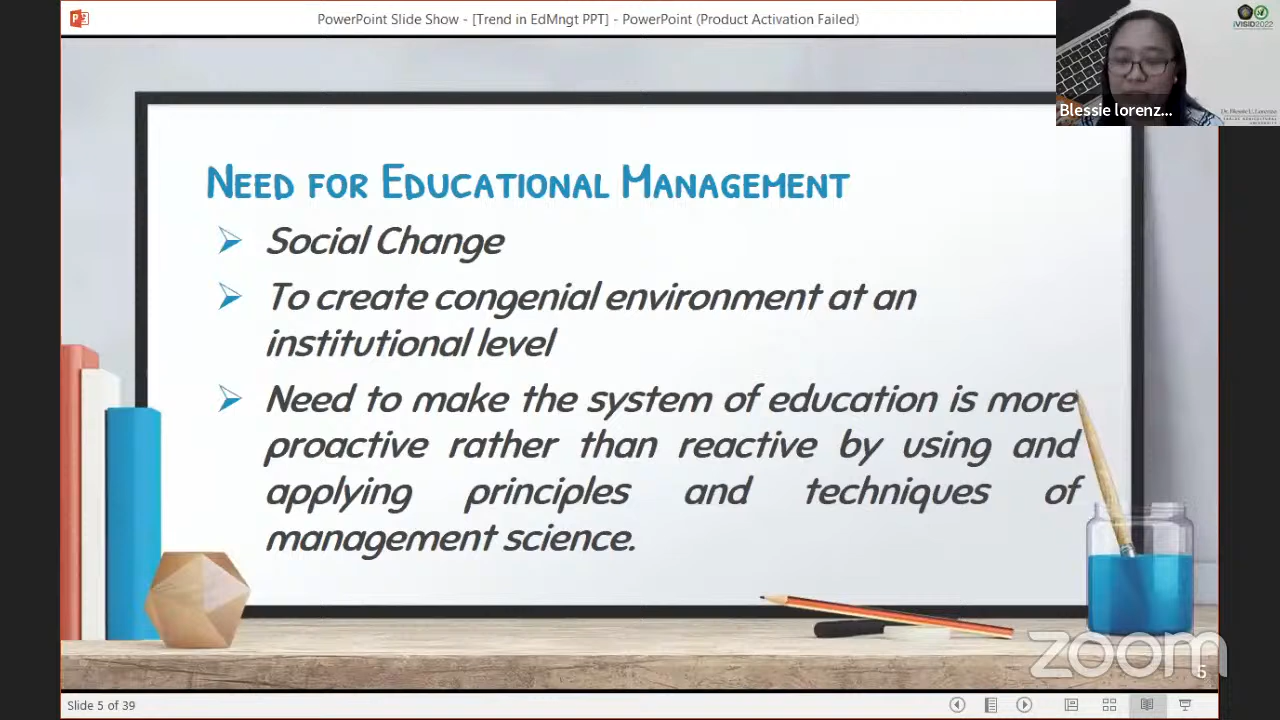 PowerPoint Slide Show - [Trend in EdMngt PPT] - PowerPoint (Product Activation Failed)
iVISID2022
Blessie lorenz...
NEED FOR EDUCATIONAL MANAGEMENT
Social Change
To create congenial environment at an
institutional level
Need to make the system of education is more
proactive rather than reactive by using and
applying principles and techniques of
management science.
zoom
5
Slide 5 of 39